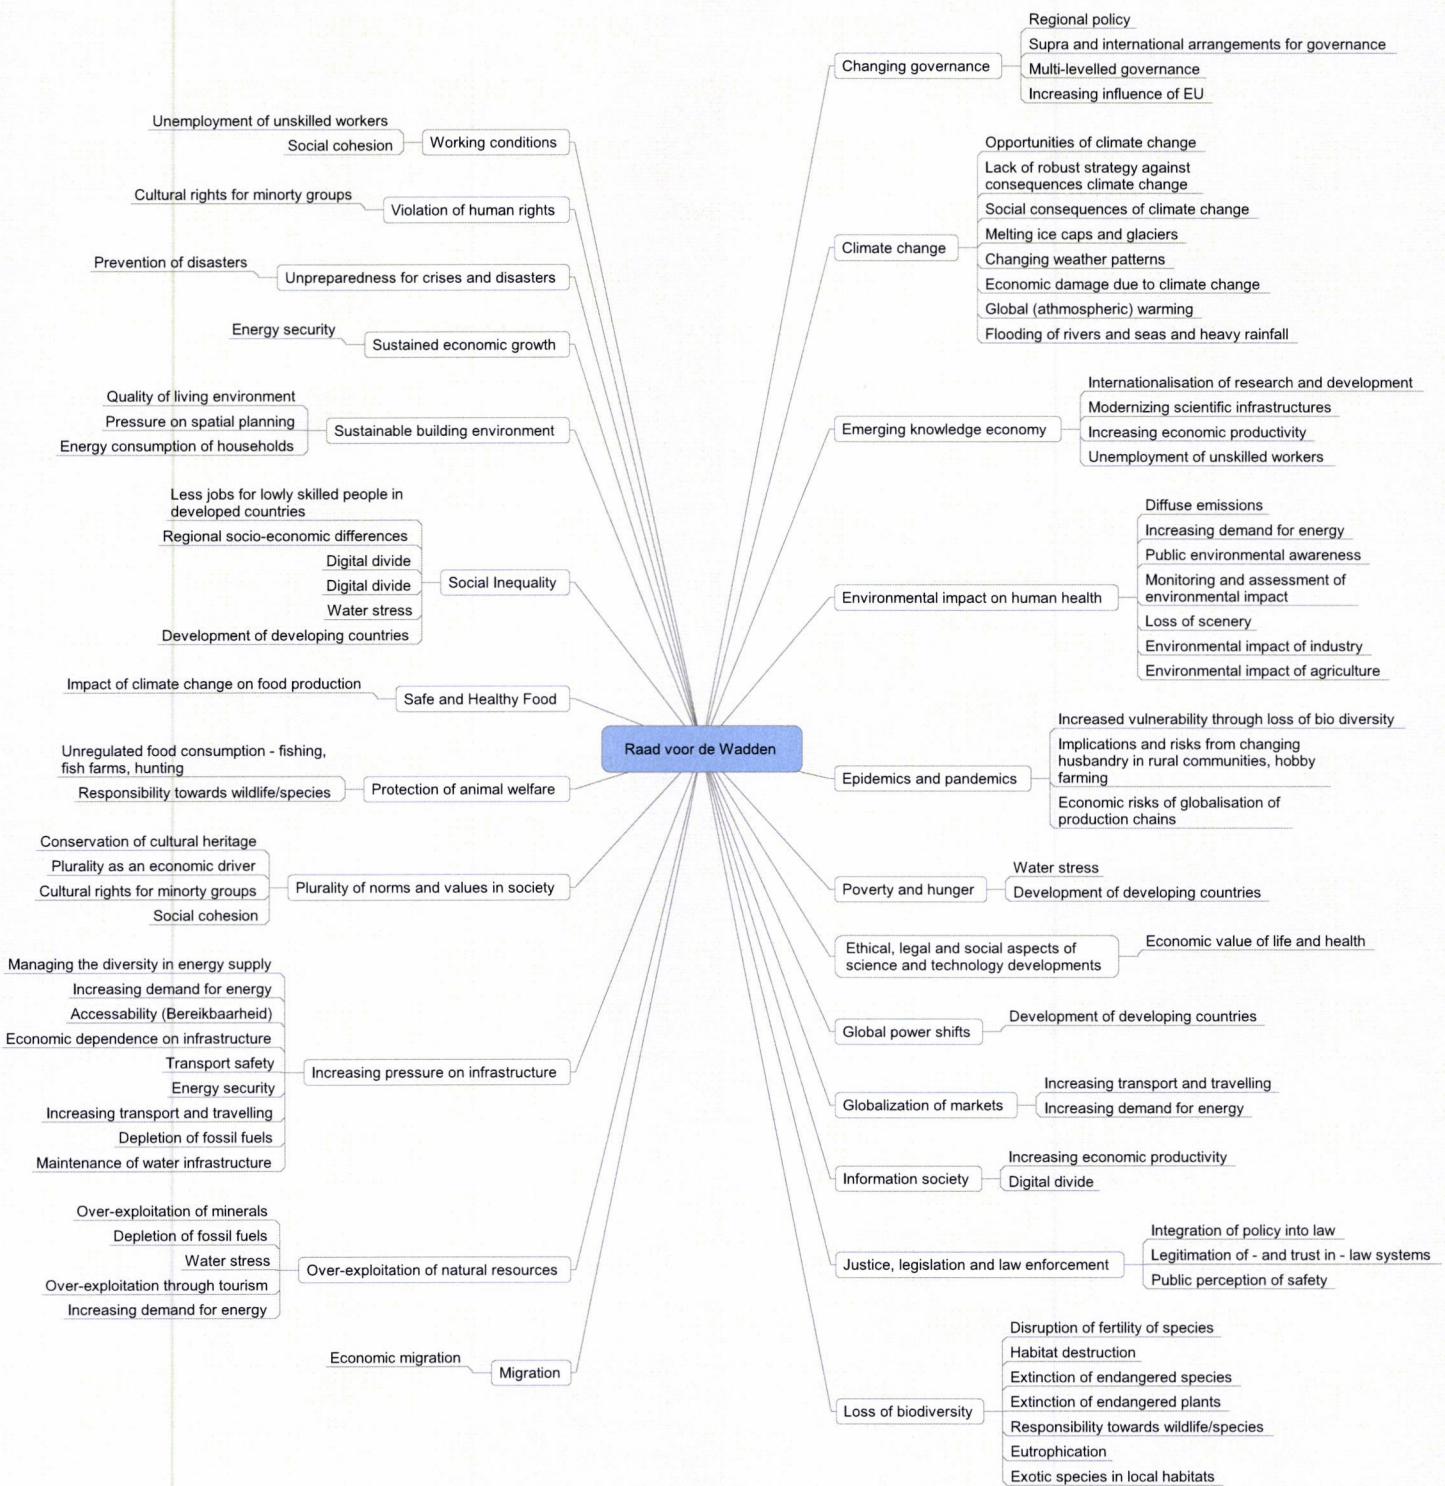 Raad voor de Wadden
Changing governance
Regional policy
Supra and international arrangements for governance
Multi-levelled governance
Increasing influence of EU
Climate change
Opportunities of climate change
Lack of robust strategy against
consequences climate change
Social consequences of climate change
Melting ice caps and glaciers
Changing weather patterns
Economic damage due to climate change
Global (athmospheric) warming
Flooding of rivers and seas and heavy rainfall
Emerging knowledge economy
Internationalisation of research and development
Modernizing scientific infrastructures
Increasing economic productivity
Unemployment of unskilled workers
Environmental impact on human health
Diffuse emissions
Increasing demand for energy
Public environmental awareness
Monitoring and assessment of
environmental impact
Loss of scenery
Environmental impact of industry
Environmental impact of agriculture
Epidemics and pandemics
Increased vulnerability through loss of bio diversity
Implications and risks from changing
husbandry in rural communities, hobby
farming
Economic risks of globalisation of
production chains
Poverty and hunger
Water stress
Development of developing countries
Ethical, legal and social aspects of
science and technology developments
Economic value of life and health
Global power shifts
Development of developing countries
Globalization of markets
Increasing transport and travelling
Increasing demand for energy
Information society
Increasing economic productivity
Digital divide
Justice, legislation and law enforcement
Integration of policy into law
Legitimation of - and trust in - law systems
Public perception of safety
Loss of biodiversity
Disruption of fertility of species
Habitat destruction
Extinction of endangered species
Extinction of endangered plants
Responsibility towards wildlife/species
Eutrophication
Exotic species in local habitats
Working conditions
Unemployment of unskilled workers
Social cohesion
Violation of human rights
Cultural rights for minorty groups
Unpreparedness for crises and disasters
Prevention of disasters
Sustained economic growth
Energy security
Sustainable building environment
Quality of living environment
Pressure on spatial planning
Energy consumption of households
Social Inequality
Less jobs for lowly skilled people in
developed countries
Regional socio-economic differences
Digital divide
Digital divide
Water stress
Development of developing countries
Safe and Healthy Food
Impact of climate change on food production
Protection of animal welfare
Unregulated food consumption - fishing,
fish farms, hunting
Responsibility towards wildlife/species
Plurality of norms and values in society
Conservation of cultural heritage
Plurality as an economic driver
Cultural rights for minorty groups
Social cohesion
Increasing pressure on infrastructure
Managing the diversity in energy supply
Increasing demand for energy
Accessability (Bereikbaarheid)
Economic dependence on infrastructure
Transport safety
Energy security
Increasing transport and travelling
Depletion of fossil fuels
Maintenance of water infrastructure
Over-exploitation of natural resources
Over-exploitation of minerals
Depletion of fossil fuels
Water stress
Over-exploitation through tourism
Increasing demand for energy
Migration
Economic migration